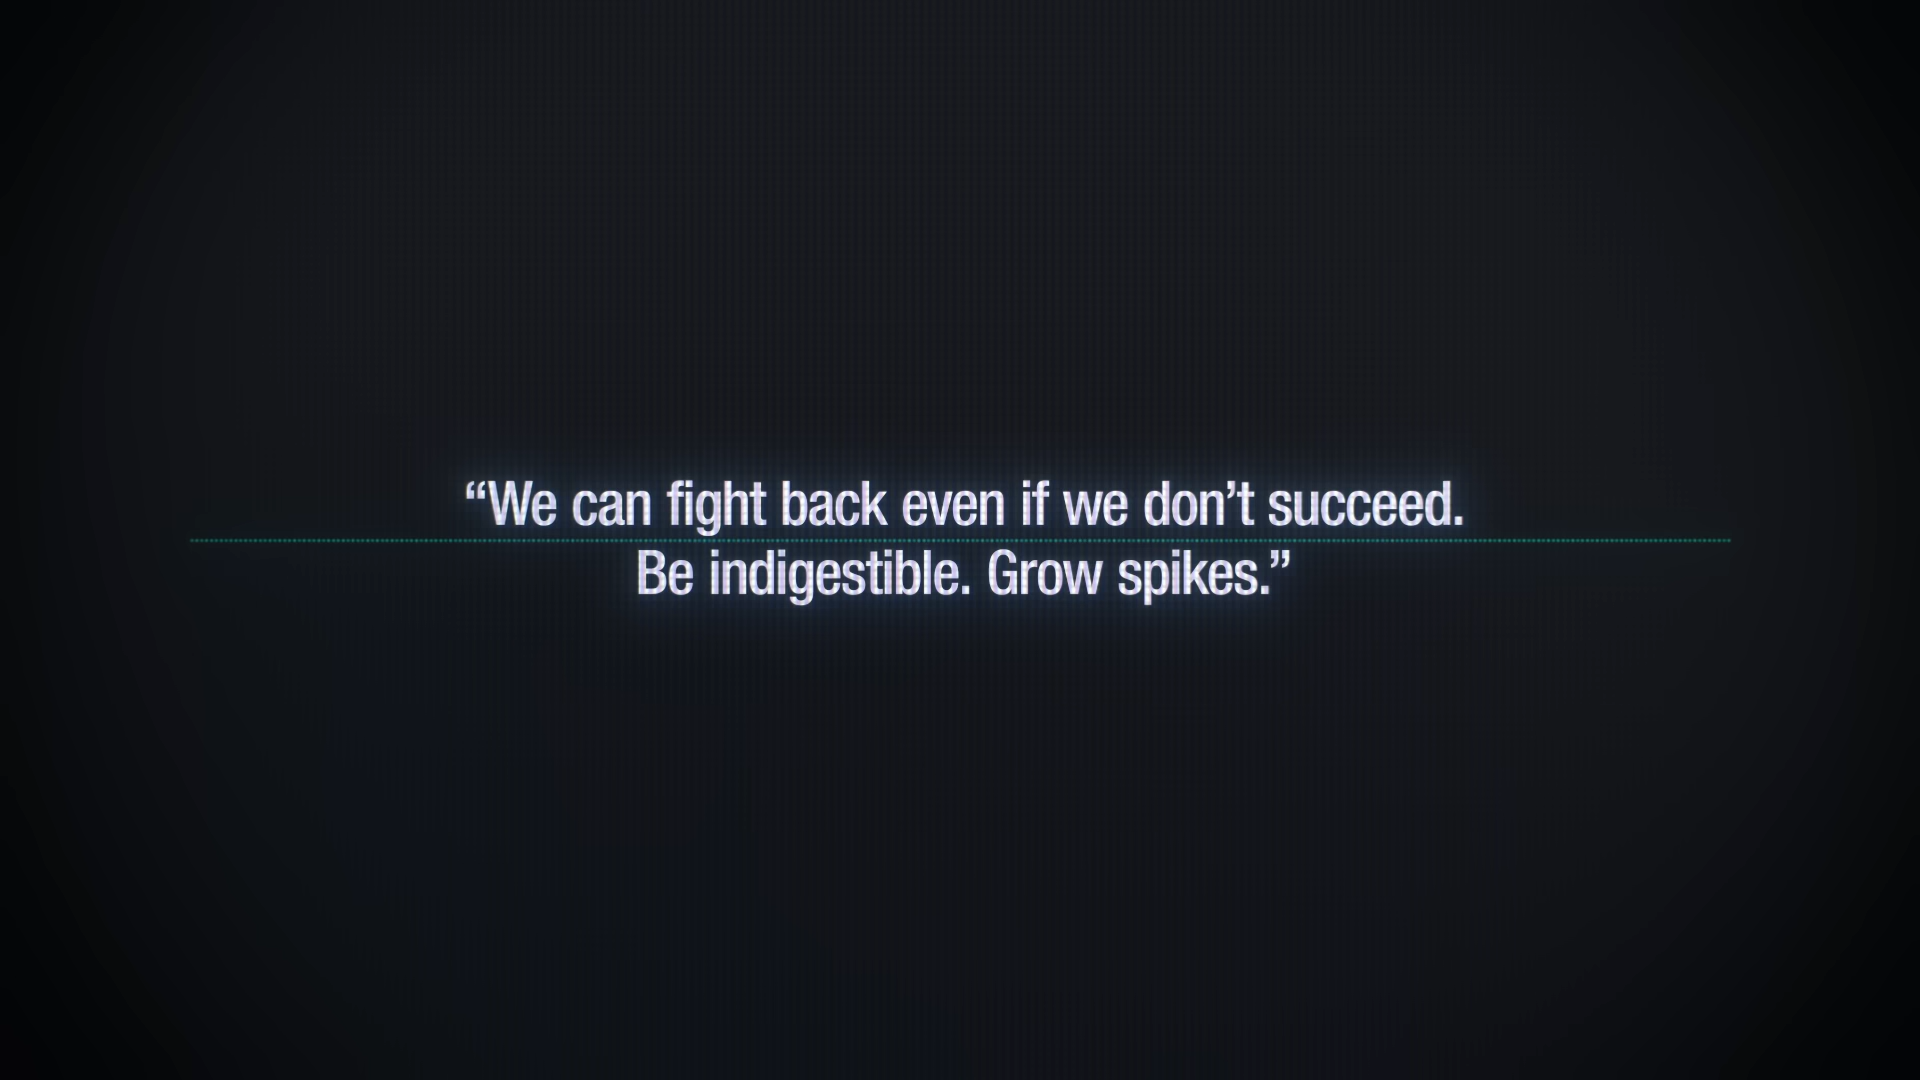 “We can fight back even if we don’t succeed.
Be indigestible. Grow spikes.”